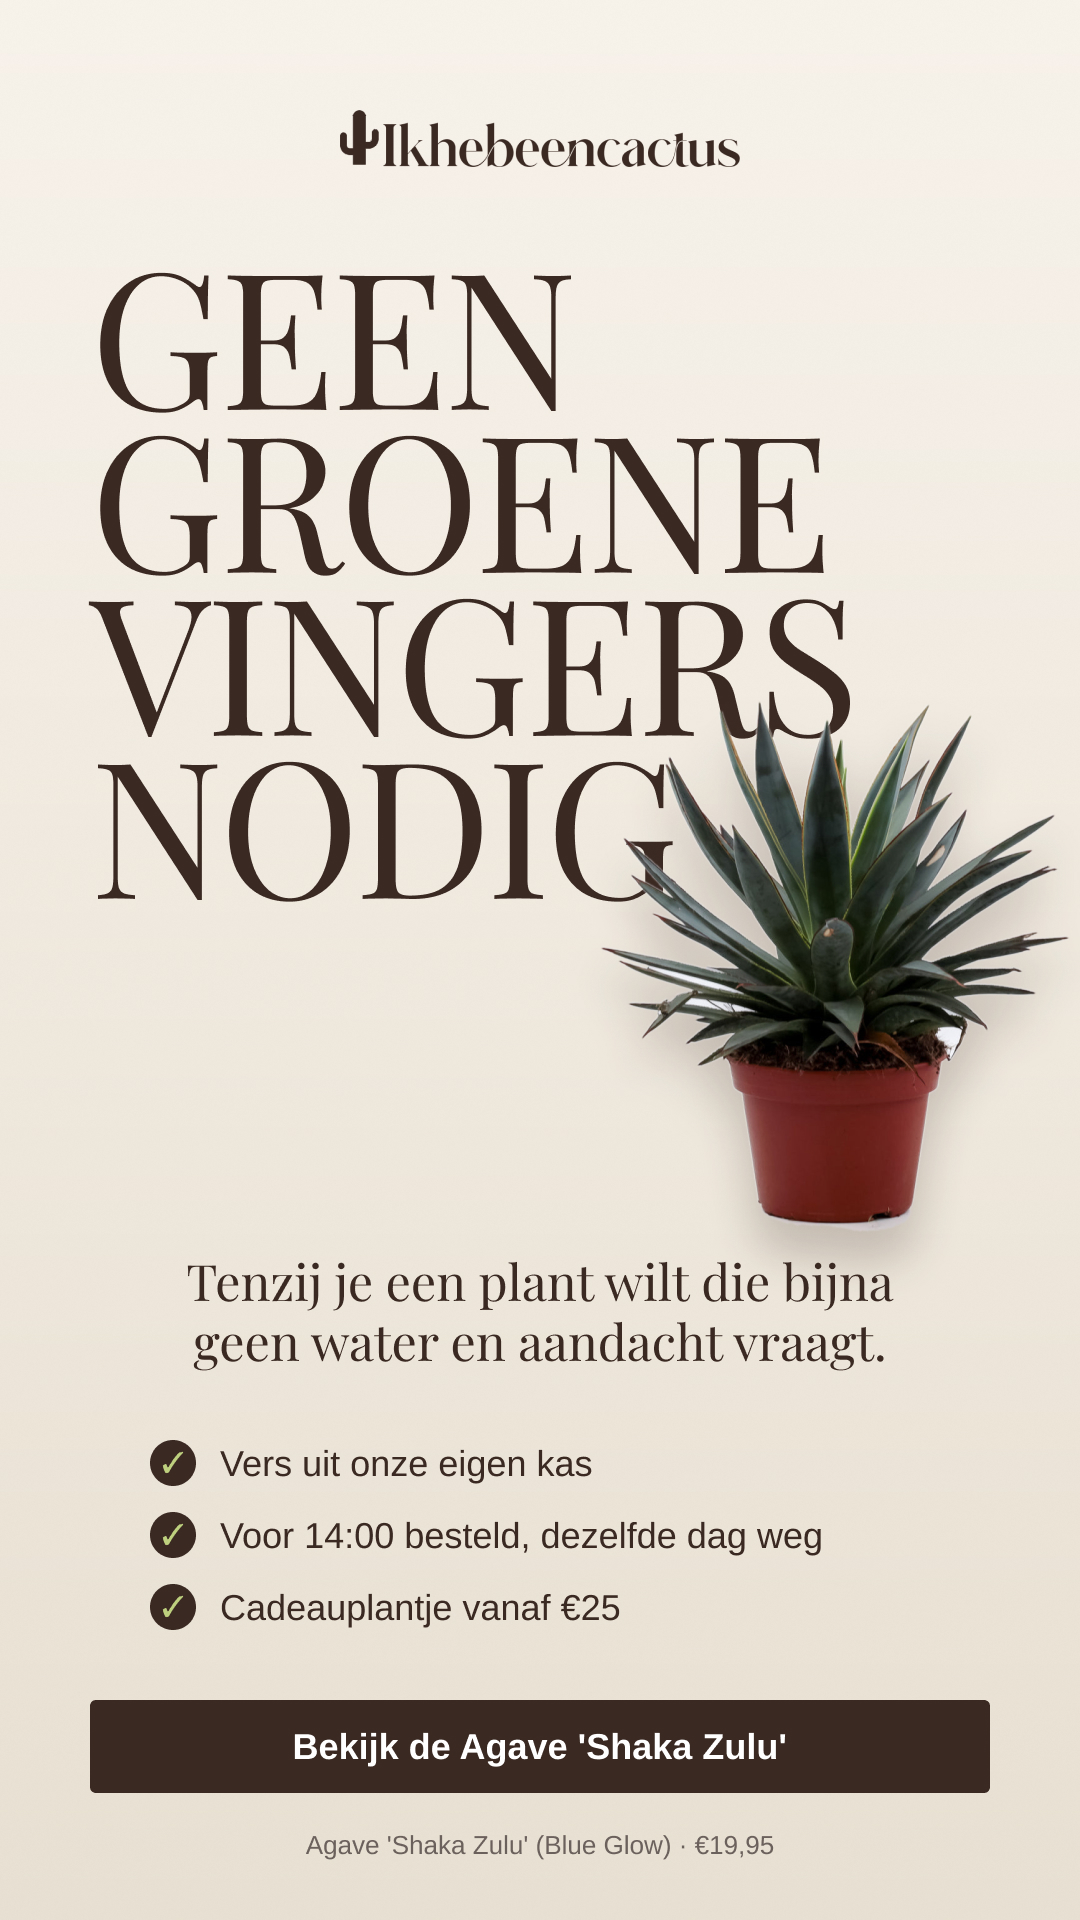 Ikhebeencactus
GEEN
GROENE
VINGERS
NODIG
Tenzij je een plant wilt die bijna
geen water en aandacht vraagt.
✓ Vers uit onze eigen kas
✓ Voor 14:00 besteld, dezelfde dag weg
✓ Cadeauplantje vanaf €25
Bekijk de Agave 'Shaka Zulu'
Agave 'Shaka Zulu' (Blue Glow) · €19,95